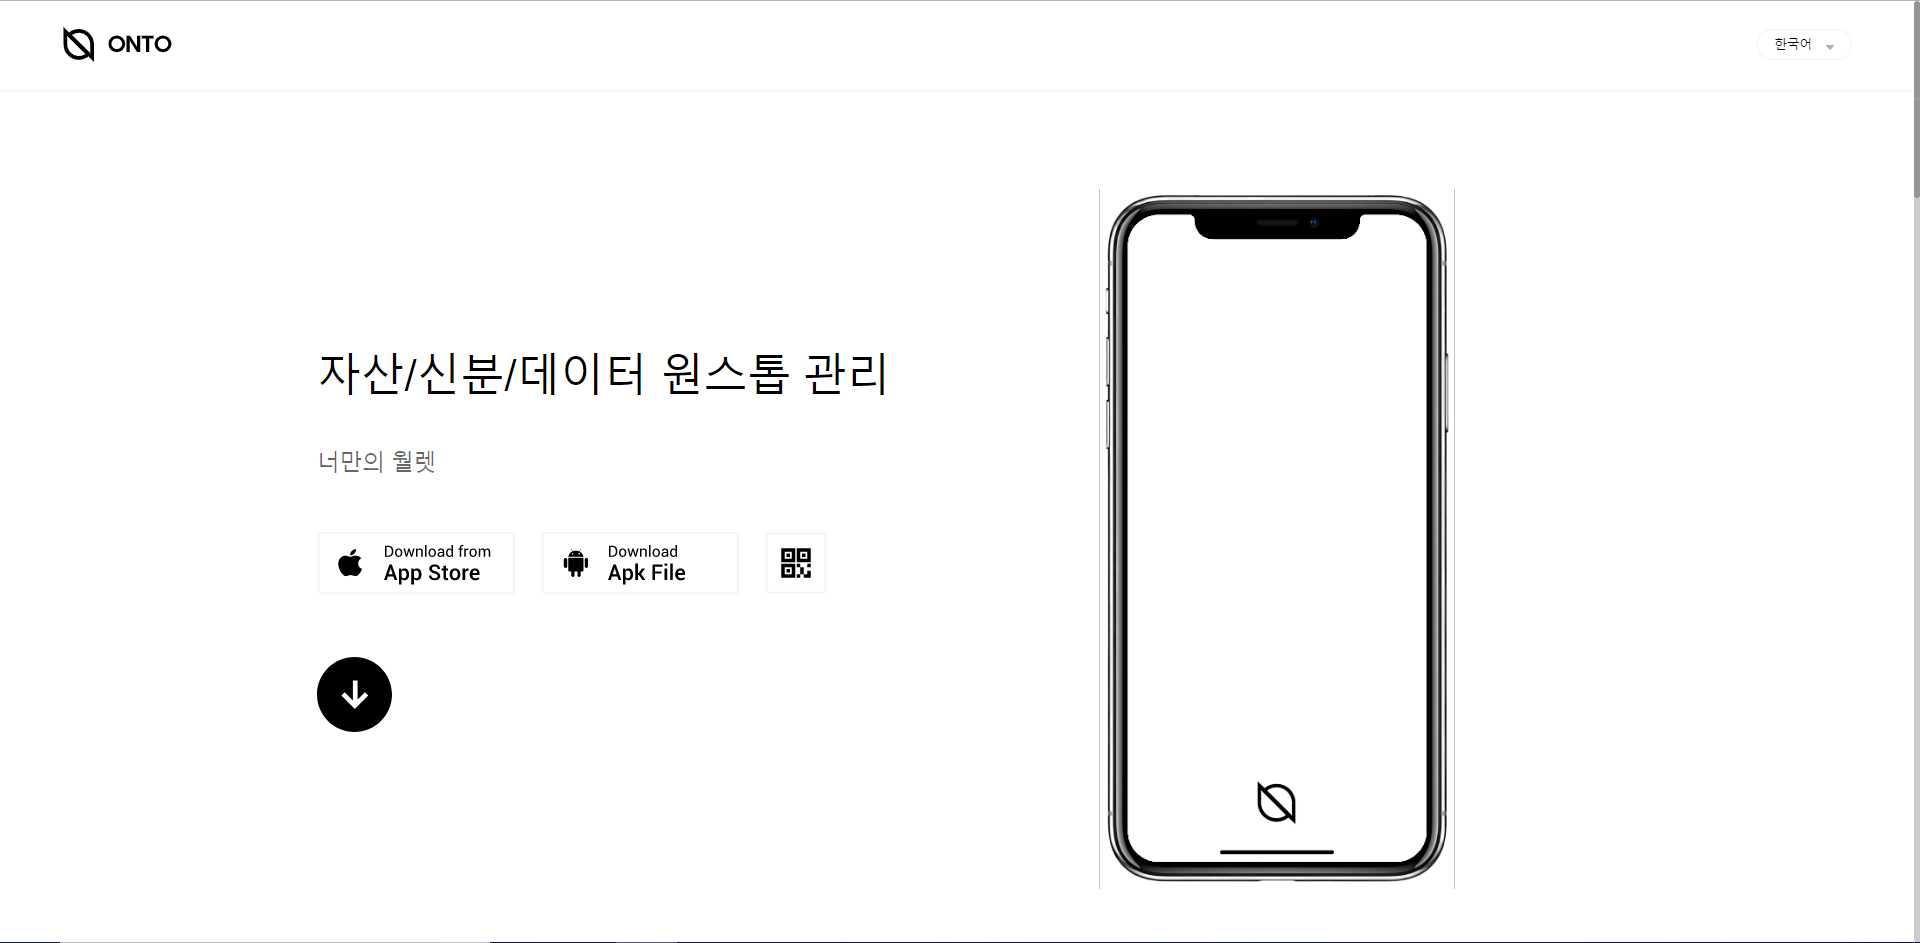 ONTO
한국어
자산/신분/데이터 원스톱 관리
너만의 월렛
Download from
App Store
Download
Apk File